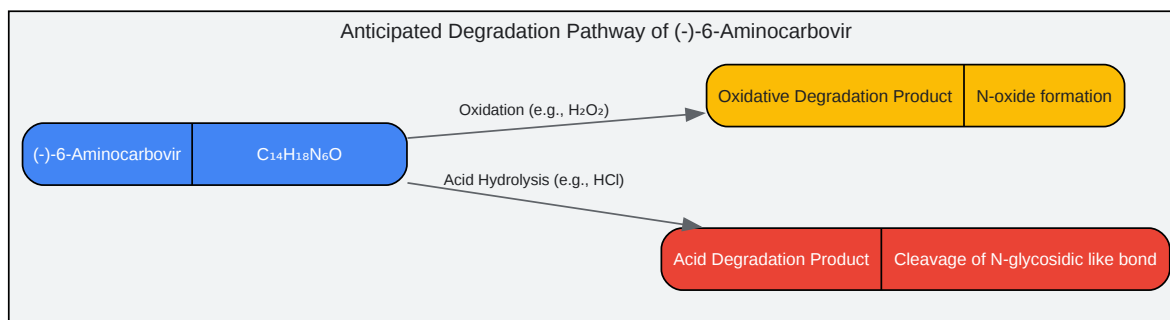 Anticipated Degradation Pathway of (-)-6-Aminocarbovir
Oxidative Degradation Product
N-oxide formation
Oxidation (e.g., H₂O₂)
(-)-6-Aminocarbovir
C₁₄H₁₈N₆O
Acid Hydrolysis (e.g., HCl)
Acid Degradation Product
Cleavage of N-glycosidic like bond